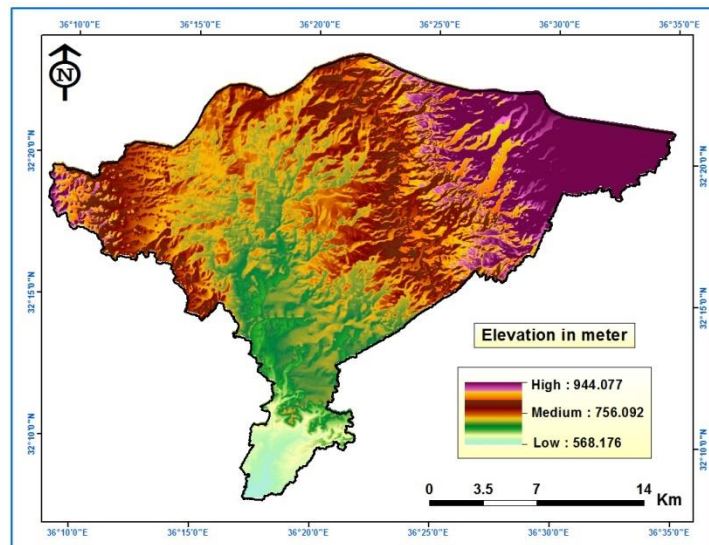 36°10'0"E 36°15'0"E 36°20'0"E 36°25'0"E 36°30'0"E 36°35'0"E
N
32°20'0"N 32°20'0"N
32°15'0"N 32°15'0"N
Elevation in meter
High : 944.077
Medium : 756.092
Low : 568.176
32°10'0"N 32°10'0"N
0 3.5 7 14
Km
36°10'0"E 36°15'0"E 36°20'0"E 36°25'0"E 36°30'0"E 36°35'0"E